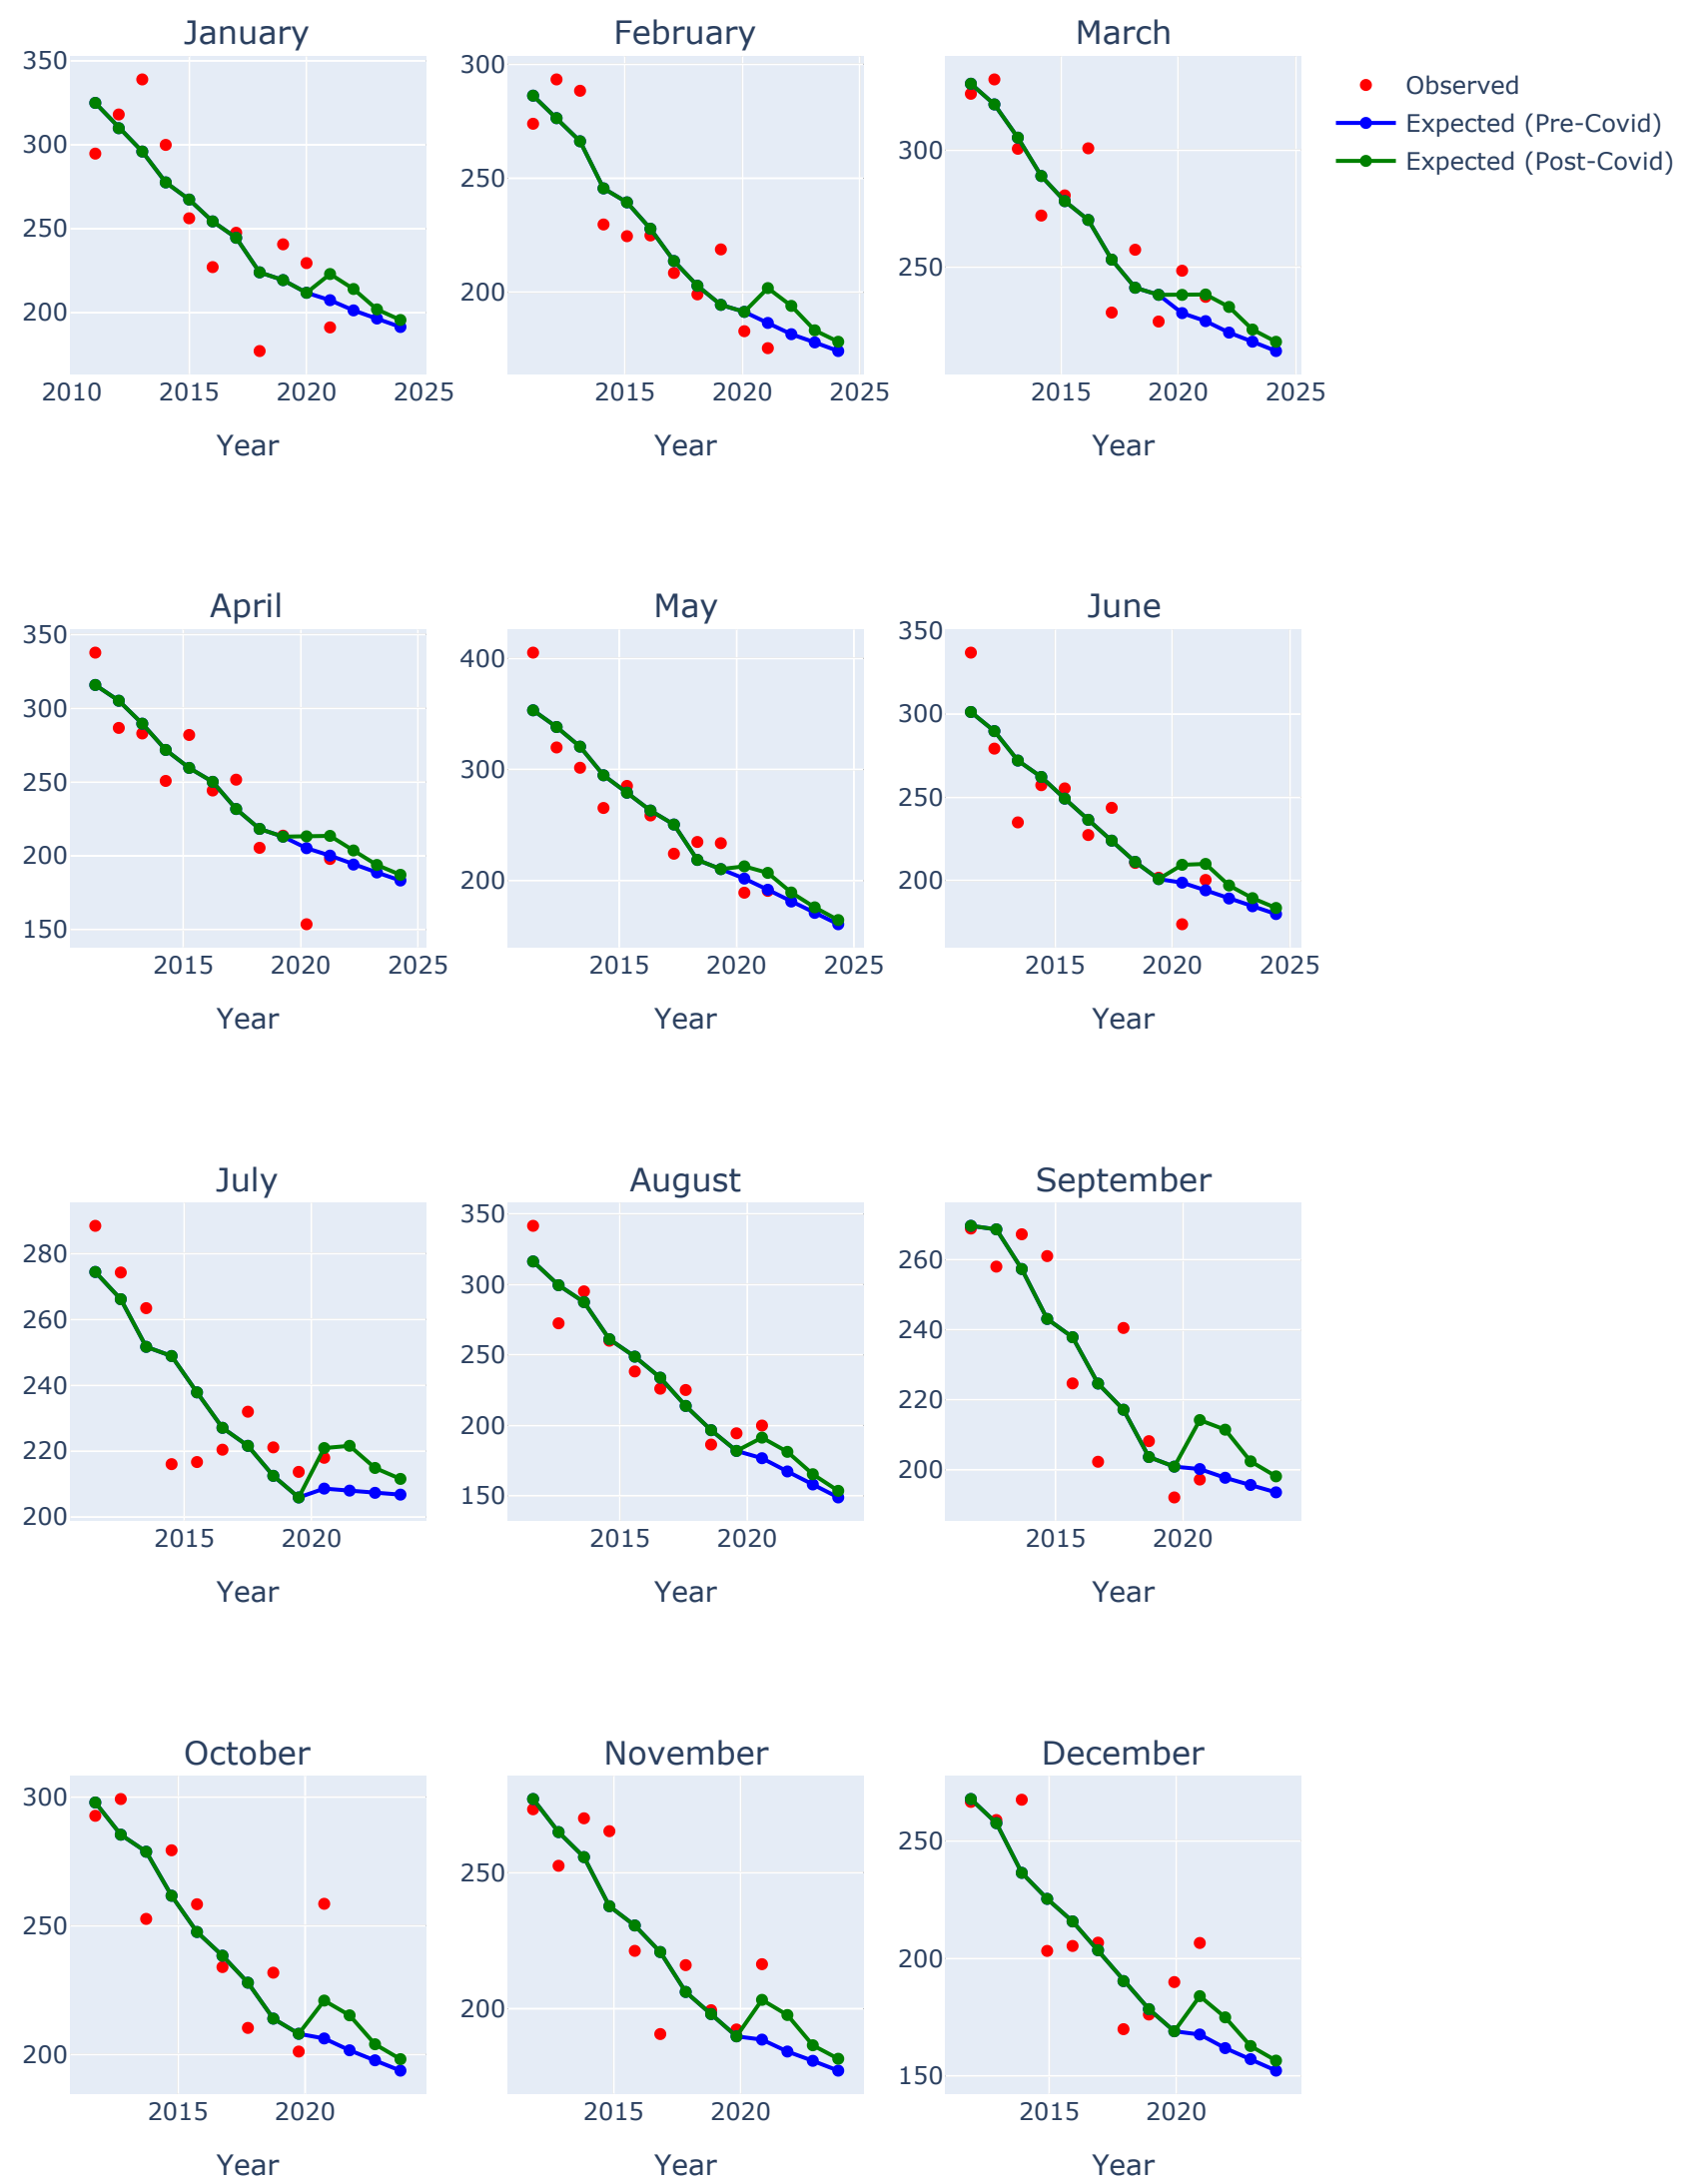 January
February
March
350
300
250
200
2010
2015
2020
2025
Year
300
250
200
2015
2020
2025
Year
300
250
2015
2020
2025
Year
Observed
Expected (Pre-Covid)
Expected (Post-Covid)
April
May
June
350
300
250
200
150
2015
2020
2025
Year
400
300
200
2015
2020
2025
Year
350
300
250
200
2015
2020
2025
Year
July
August
September
280
260
240
220
200
2015
2020
Year
350
300
250
200
150
2015
2020
Year
260
240
220
200
2015
2020
Year
October
November
December
300
250
200
2015
2020
Year
250
200
2015
2020
Year
250
200
150
2015
2020
Year